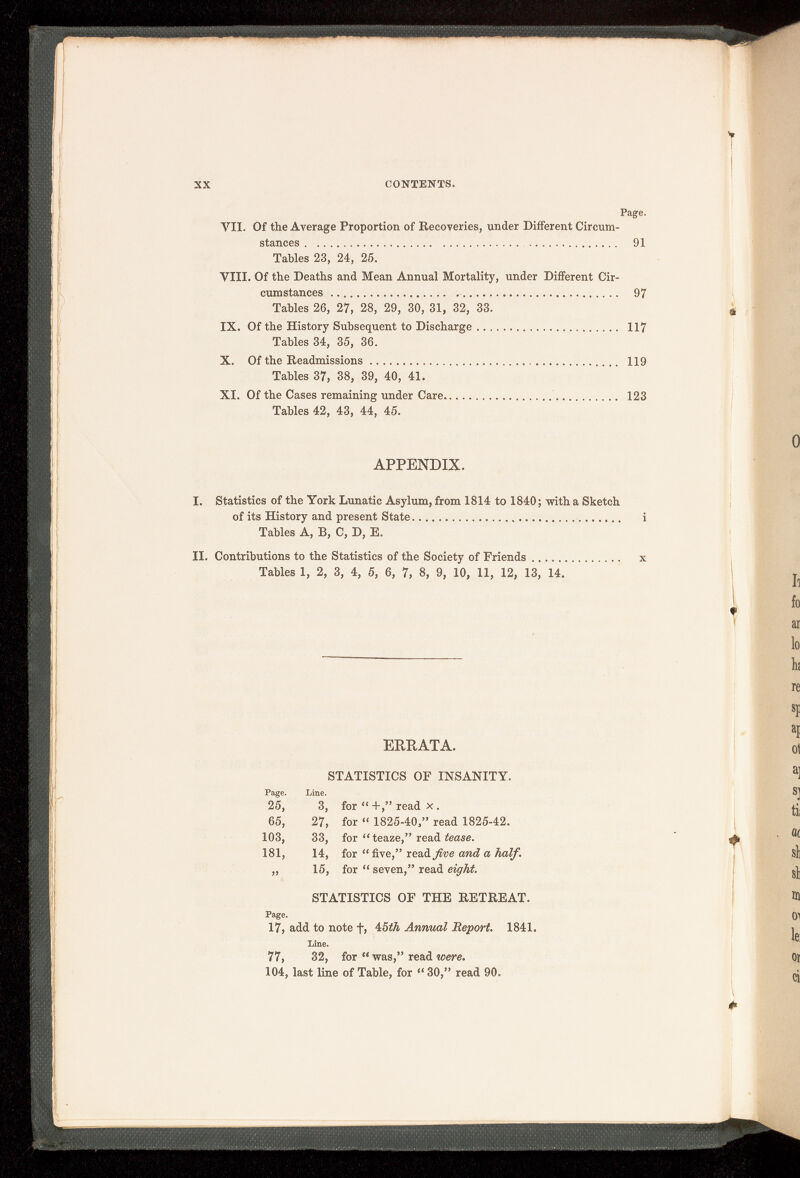 XX CONTENTS.
Page.
VII. Of the Average Proportion of Recoveries, under Different Circum-
stances . .................. ........................... 91
Tables 23, 24, 25.
VIII. Of the Deaths and Mean Annual Mortality, under Different Cir-
cumstances .................. .......................... 97
Tables 26, 27, 28, 29, 30, 31, 32, 33.
IX. Of the History Subsequent to Discharge ...................... 117
Tables 34, 35, 36.
X. Of the Readmissions ...................................... 119
Tables 37, 38, 39, 40, 41.
XI. Of the Cases remaining under Care........................... 123
Tables 42, 43, 44, 45.
APPENDIX.
I. Statistics of the York Lunatic Asylum, from 1814 to 1840; with a Sketch
of its History and present State................................ i
Tables A, B, C, D, E.
II. Contributions to the Statistics of the Society of Friends .............. x
Tables 1, 2, 3, 4, 5, 6, 7, 8, 9, 10, 11, 12, 13, 14.
ERRATA.
STATISTICS OF INSANITY.
Page. Line.
25, 3, for “+,” read ×.
65, 27, for “1825-40,” read 1825-42.
103, 33, for “teaze,” read tease.
181, 14, for “five,” read five and a half.
„ 15, for “seven,” read eight.
STATISTICS OF THE RETREAT.
Page.
17, add to note †, 45th Annual Report. 1841.
Line.
77, 32, for “was,” read were.
104, last line of Table, for “30,” read 90.